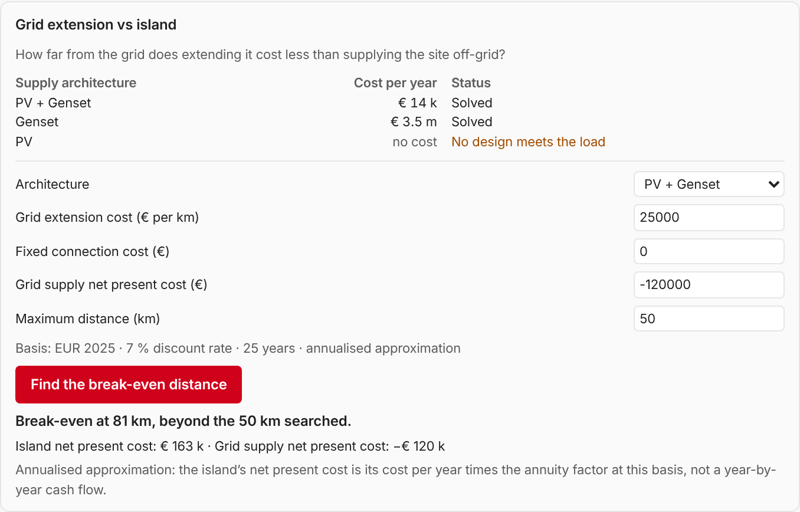 Grid extension vs island
How far from the grid does extending it cost less than supplying the site off-grid?
Supply architecture Cost per year Status
PV + Genset € 14 k Solved
Genset € 3.5 m Solved
PV no cost No design meets the load
Architecture PV + Genset
Grid extension cost (€ per km) 25000
Fixed connection cost (€) 0
Grid supply net present cost (€) -120000
Maximum distance (km) 50
Basis: EUR 2025 · 7 % discount rate · 25 years · annualised approximation
Find the break-even distance
Break-even at 81 km, beyond the 50 km searched.
Island net present cost: € 163 k · Grid supply net present cost: −€ 120 k
Annualised approximation: the island’s net present cost is its cost per year times the annuity factor at this basis, not a year-by-
year cash flow.